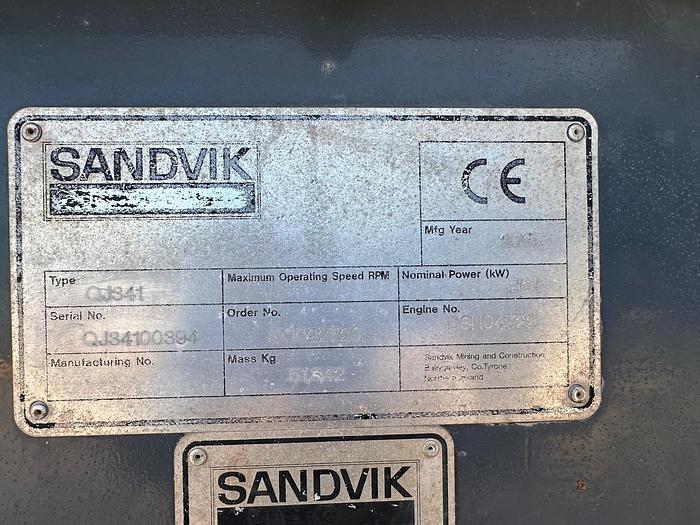 SANDVIK
CE
Mfg Year
Type
QJ341
Maximum Operating Speed RPM
Nominal Power (kW)
Serial No.
QJ34100394
Order No.
Engine No.
Manufacturing No.
Mass Kg
Sandvik Mining and Construction
Ballygawley, Co.Tyrone,
Northern Ireland
SANDVIK